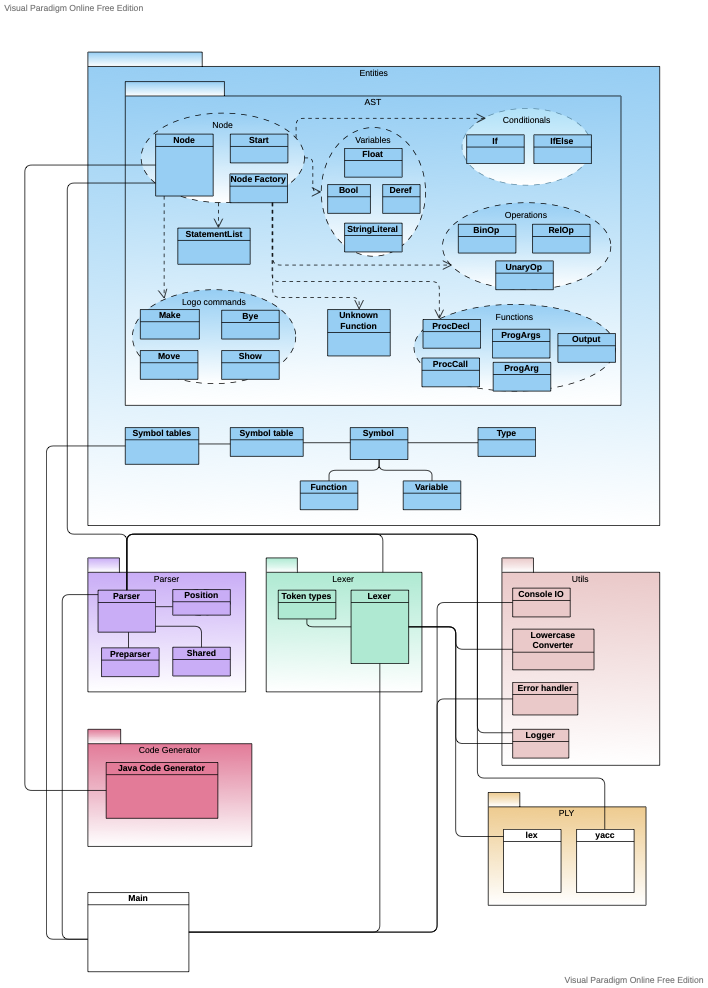 Visual Paradigm Online Free Edition
Entities
AST
Node
Node
Start
Node Factory
Variables
Float
Bool
Deref
StringLiteral
Conditionals
If
IfElse
StatementList
Operations
BinOp
RelOp
UnaryOp
Logo commands
Make
Bye
Move
Show
Unknown
Function
Functions
ProcDecl
ProgArgs
Output
ProcCall
ProgArg
Symbol tables
Symbol table
Symbol
Type
Function
Variable
Parser
Parser
Position
Preparser
Shared
Lexer
Token types
Lexer
Utils
Console IO
Lowercase
Converter
Error handler
Logger
Code Generator
Java Code Generator
PLY
lex
yacc
Main
Visual Paradigm Online Free Edition